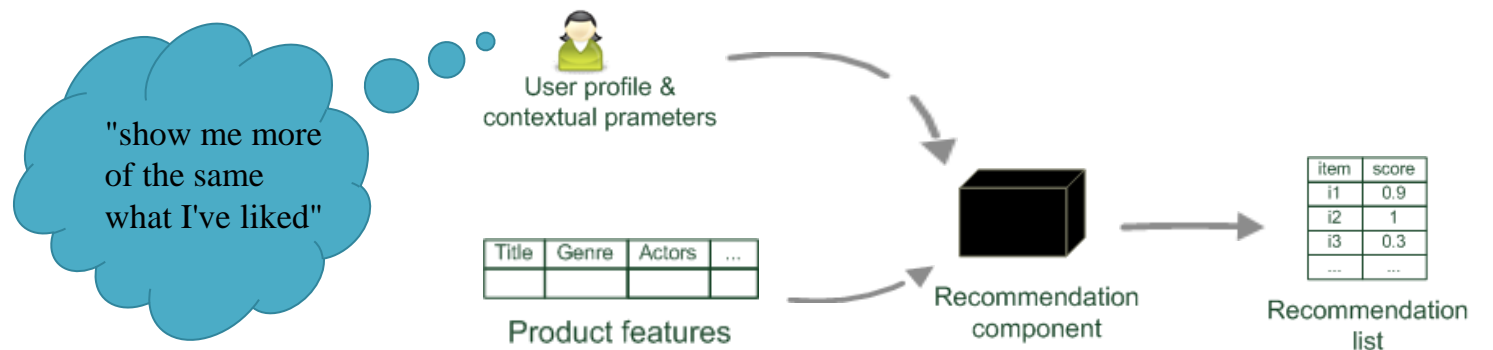 "show me more
of the same
what I've liked"
User profile &
contextual prameters
Title Genre Actors ...
Product features
Recommendation
component
item score
i1 0.9
i2 1
i3 0.3
... ...
Recommendation
list